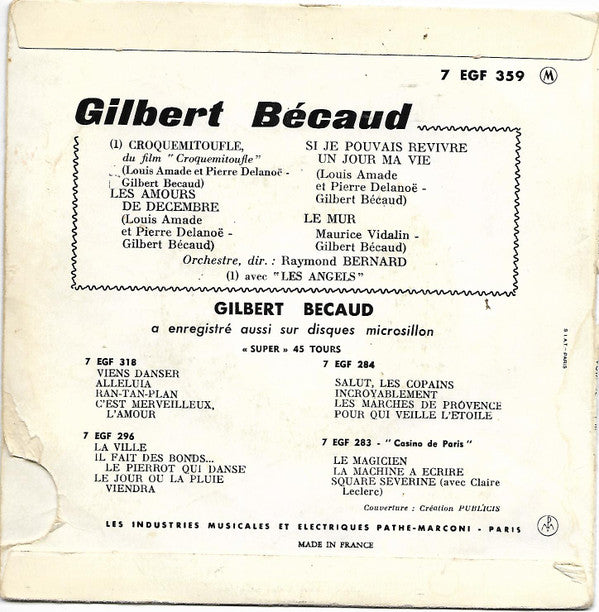 7 EGF 359 M
Gilbert Bécaud
(1) CROQUEMITOUFLE,
du film "Croquemitoufle"
(Louis Amade et Pierre Delanoë -
Gilbert Becaud)
LES AMOURS
DE DECEMBRE
(Louis Amade
et Pierre Delanoë -
Gilbert Bécaud)
SI JE POUVAIS REVIVRE
UN JOUR MA VIE
(Louis Amade
et Pierre Delanoë -
Gilbert Bécaud)
LE MUR
Maurice Vidalin -
Gilbert Bécaud)
Orchestre, dir. : Raymond BERNARD
(1) avec "LES ANGELS"
GILBERT BECAUD
a enregistré aussi sur disques microsillon
« SUPER » 45 TOURS
7 EGF 318
VIENS DANSER
ALLELUIA
RAN-TAN-PLAN
C'EST MERVEILLEUX,
L'AMOUR
7 EGF 296
LA VILLE
IL FAIT DES BONDS...
LE PIERROT QUI DANSE
LE JOUR OU LA PLUIE
VIENDRA
7 EGF 284
SALUT, LES COPAINS
INCROYABLEMENT
LES MARCHES DE PROVENCE
POUR QUI VEILLE L'ETOILE
7 EGF 283 - "Casino de Paris"
LE MAGICIEN
LA MACHINE A ECRIRE
SQUARE SEVERINE (avec Claire
Leclerc)
Couverture : Création PUBLICIS
LES INDUSTRIES MUSICALES ET ELECTRIQUES PATHE-MARCONI - PARIS
MADE IN FRANCE
SIAT-PARIS